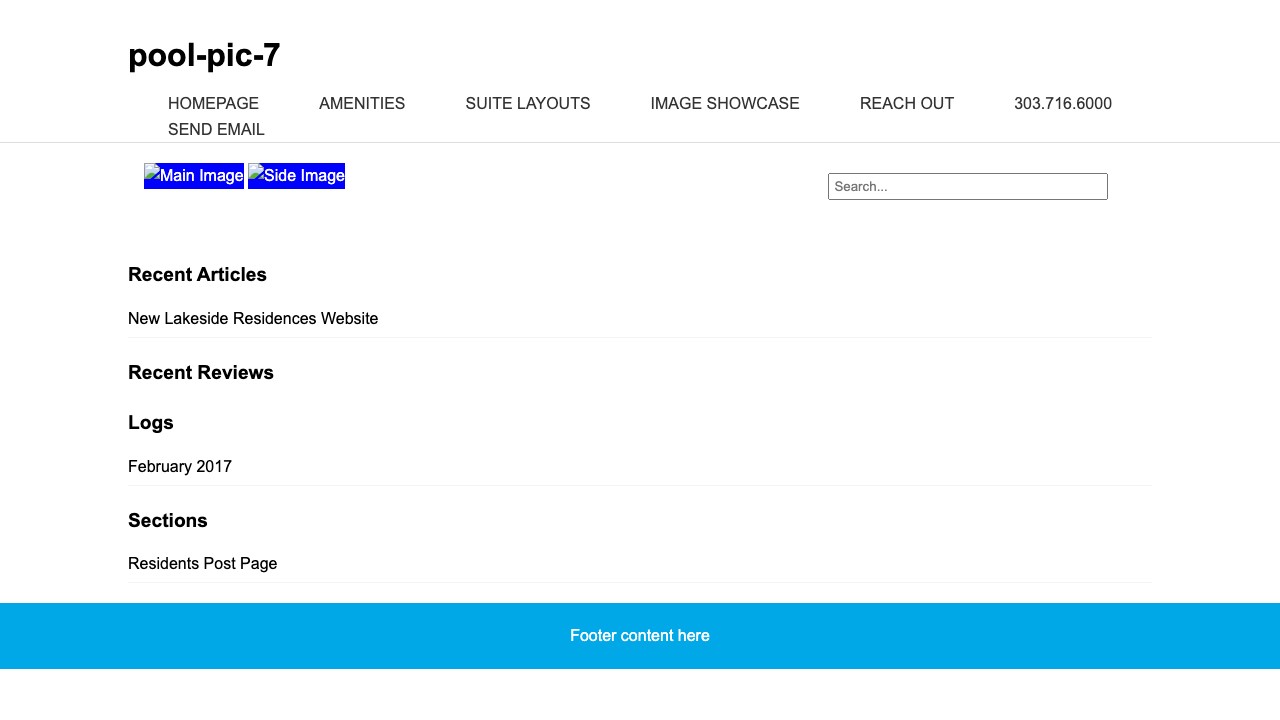 pool-pic-7
HOMEPAGE AMENITIES SUITE LAYOUTS IMAGE SHOWCASE REACH OUT 303.716.6000
SEND EMAIL
Main Image Side Image Search...
Recent Articles
New Lakeside Residences Website
Recent Reviews
Logs
February 2017
Sections
Residents Post Page
Footer content here